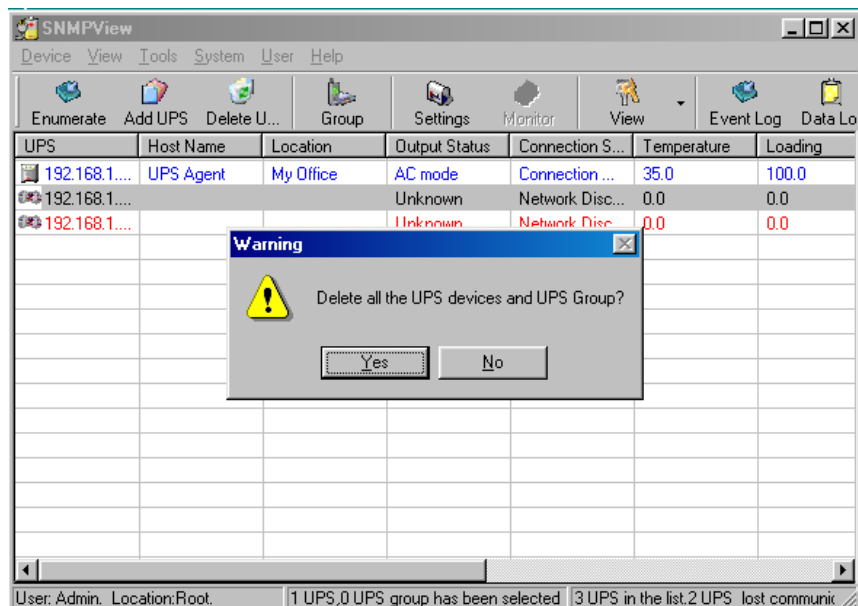 SNMPView
Device View Tools System User Help
Enumerate Add UPS Delete U... Group Settings Monitor View Event Log Data Lo
UPS Host Name Location Output Status Connection S... Temperature Loading
192.168.1.... UPS Agent My Office AC mode Connection ... 35.0 100.0
192.168.1.... Unknown Network Disc... 0.0 0.0
192.168.1.... Unknown Network Disc... 0.0 0.0
Warning
Delete all the UPS devices and UPS Group?
Yes No
User: Admin. Location:Root. 1 UPS,0 UPS group has been selected 3 UPS in the list.2 UPS lost communic